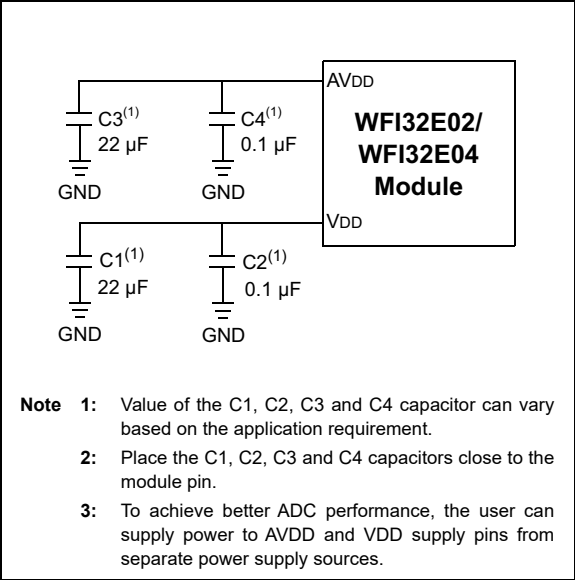 AVDD
C3(1)
22 µF
GND
C4(1)
0.1 µF
GND
WFI32E02/
WFI32E04
Module
VDD
C1(1)
22 µF
GND
C2(1)
0.1 µF
GND
Note 1: Value of the C1, C2, C3 and C4 capacitor can vary
based on the application requirement.
2: Place the C1, C2, C3 and C4 capacitors close to the
module pin.
3: To achieve better ADC performance, the user can
supply power to AVDD and VDD supply pins from
separate power supply sources.